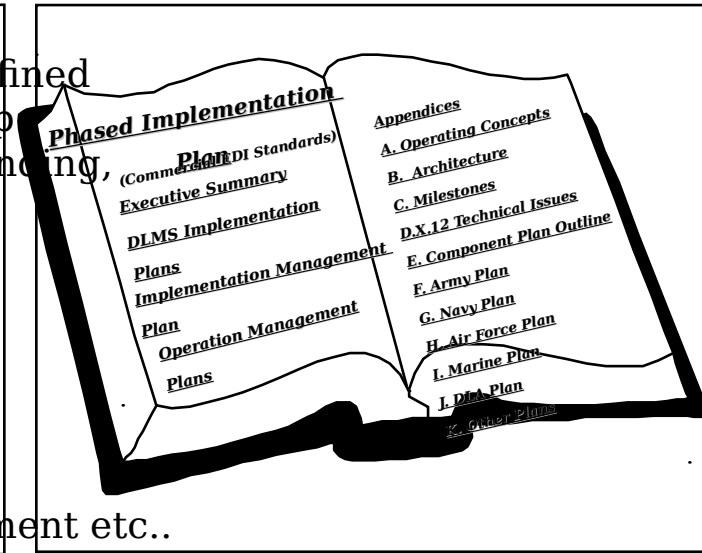 fined
p
nding,
ment etc..
Phased Implementation
Plan
(Commercial EDI Standards)
Executive Summary
DLMS Implementation
Plans
Implementation Management
Plan
Operation Management
Plans
Appendices
A. Operating Concepts
B. Architecture
C. Milestones
D.X.12 Technical Issues
E. Component Plan Outline
F. Army Plan
G. Navy Plan
H. Air Force Plan
I. Marine Plan
J. DLA Plan
K. Other Plans